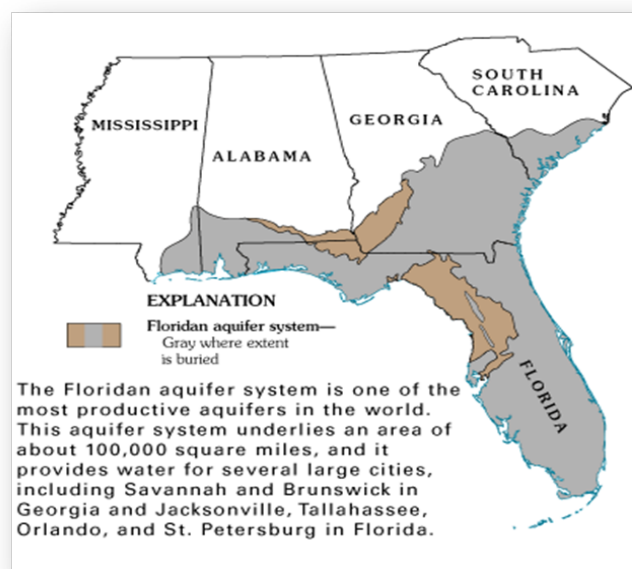 SOUTH
CAROLINA
MISSISSIPPI
GEORGIA
ALABAMA
EXPLANATION
Floridan aquifer system—
Gray where extent
is buried
FLORIDA
The Floridan aquifer system is one of the
most productive aquifers in the world.
This aquifer system underlies an area of
about 100,000 square miles, and it
provides water for several large cities,
including Savannah and Brunswick in
Georgia and Jacksonville, Tallahassee,
Orlando, and St. Petersburg in Florida.